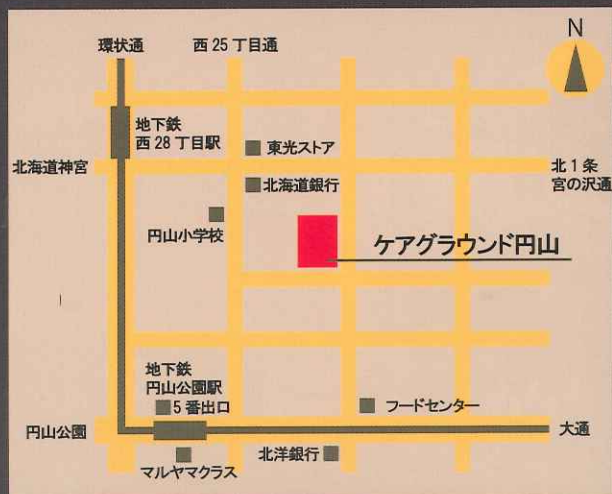 環状通
西25丁目通
N
地下鉄
西28丁目駅
東光ストア
北海道神宮
北1条
宮の沢通
北海道銀行
円山小学校
ケアグラウンド円山
地下鉄
円山公園駅
5番出口
フードセンター
円山公園
大通
マルヤマクラス
北洋銀行